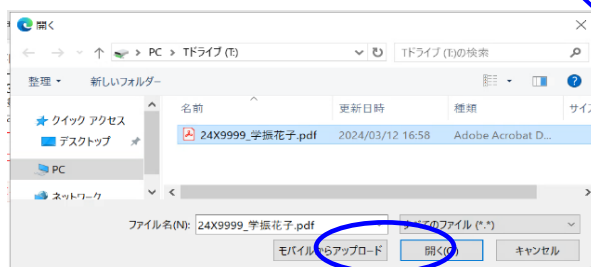 開く
PC > Tドライブ (T:)
Tドライブ (T:)の検索
整理
新しいフォルダー
名前
更新日時
種類
サイズ
クイック アクセス
24X9999_学振花子.pdf
2024/03/12 16:58
Adobe Acrobat D...
デスクトップ
PC
ネットワーク
ファイル名(N):
24X9999_学振花子.pdf
すべてのファイル (*.*)
モバイルからアップロード
開く(O)
キャンセル